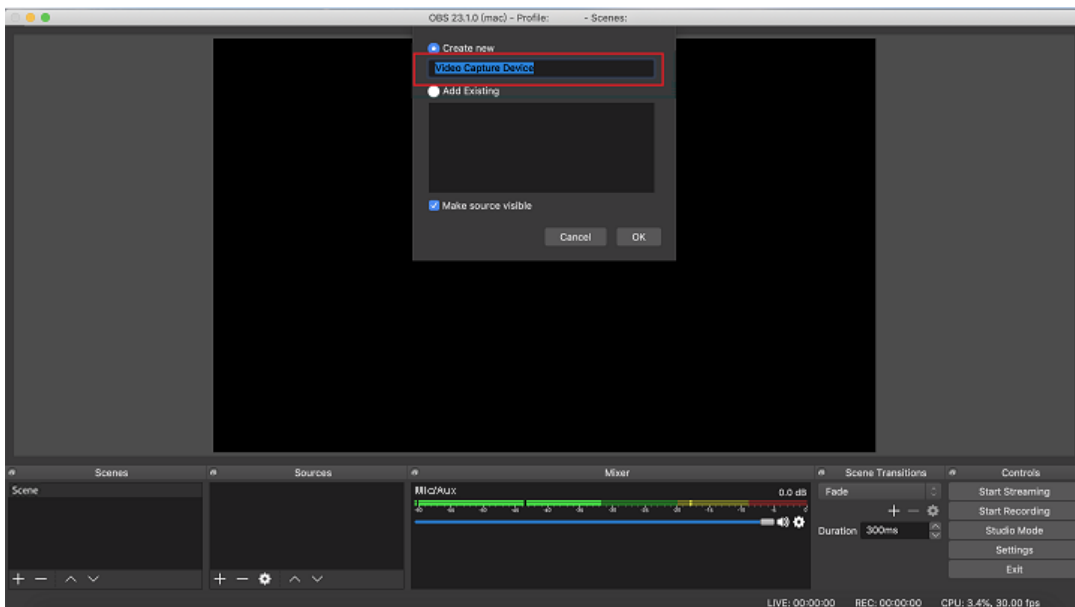 OBS 23.1.0 (mac) - Profile: - Scenes:
Create new
Video Capture Device
Add Existing
Make source visible
Cancel OK
Scenes
Sources
Mixer
Scene Transitions
Controls
Scene
Mic/Aux
0.0 dB
Fade
Duration 300ms
Start Streaming
Start Recording
Studio Mode
Settings
Exit
LIVE: 00:00:00 REC: 00:00:00 CPU: 3.4%, 30.00 fps